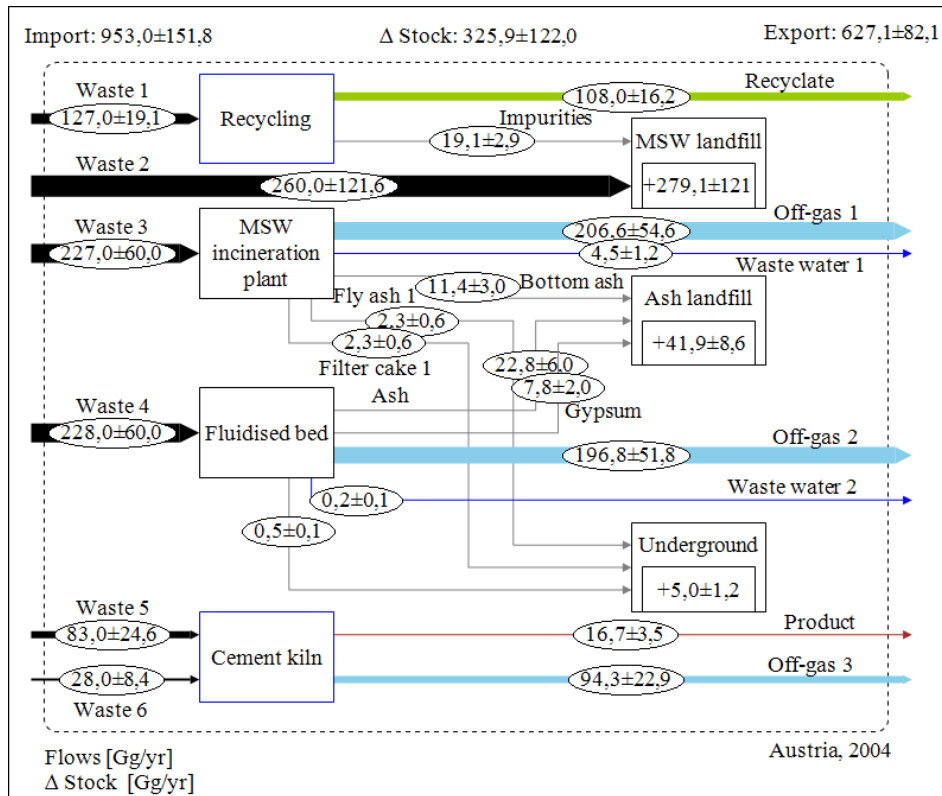 Import: 953,0±151,8
Δ Stock: 325,9±122,0
Export: 627,1±82,1
Waste 1
127,0±19,1
Recycling
108,0±16,2
Recyclate
Impurities
19,1±2,9
MSW landfill
+279,1±121
Waste 2
260,0±121,6
Waste 3
227,0±60,0
MSW
incineration
plant
206,6±54,6
Off-gas 1
4,5±1,2
Waste water 1
11,4±3,0
Bottom ash
Fly ash 1
2,3±0,6
2,3±0,6
Filter cake 1
Ash landfill
+41,9±8,6
22,8±6,0
7,8±2,0
Ash
Gypsum
Waste 4
228,0±60,0
Fluidised bed
196,8±51,8
Off-gas 2
0,2±0,1
Waste water 2
0,5±0,1
Underground
+5,0±1,2
Waste 5
83,0±24,6
Cement kiln
16,7±3,5
Product
28,0±8,4
Waste 6
94,3±22,9
Off-gas 3
Flows [Gg/yr]
Δ Stock [Gg/yr]
Austria, 2004